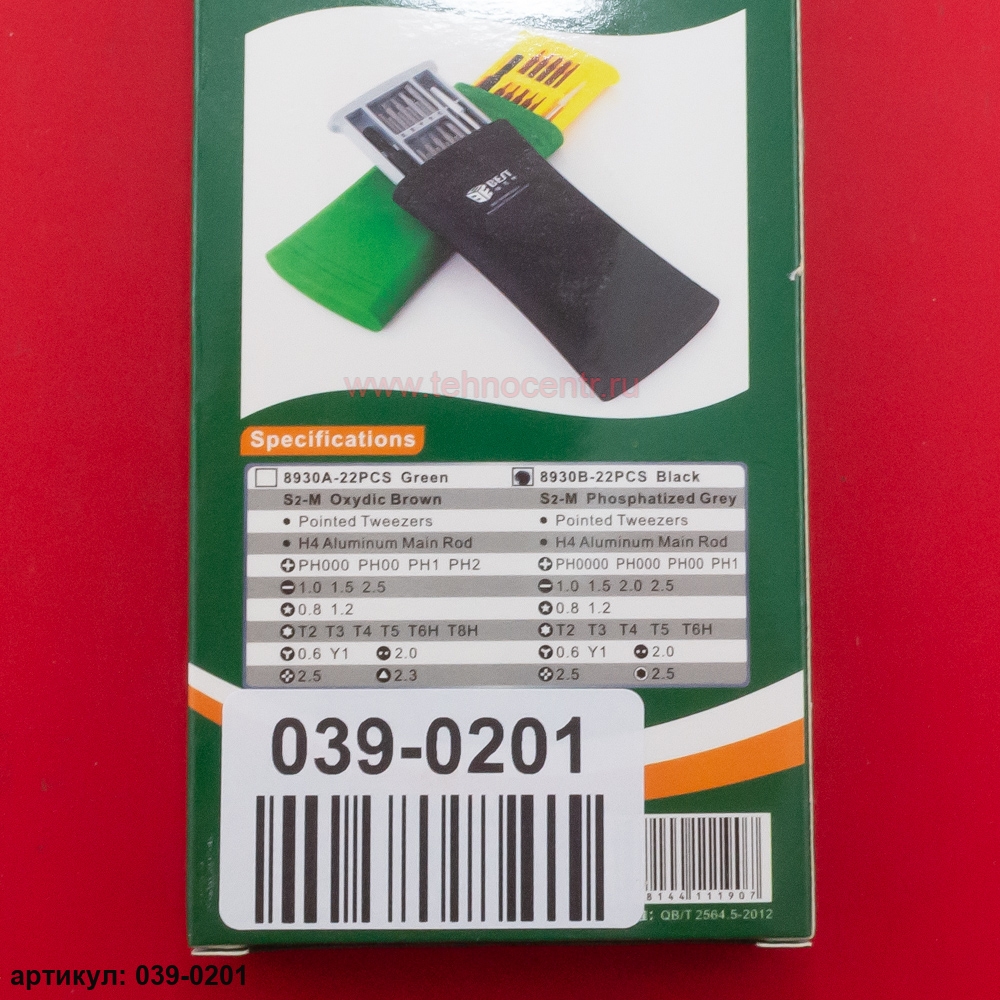 BEST
www.tehnocentr.ru
Specifications
8930A-22PCS Green 8930B-22PCS Black
S2-M Oxydic Brown S2-M Phosphatized Grey
• Pointed Tweezers • Pointed Tweezers
• H4 Aluminum Main Rod • H4 Aluminum Main Rod
PH000 PH00 PH1 PH2 PH0000 PH000 PH00 PH1
1.0 1.5 2.5 1.0 1.5 2.0 2.5
0.8 1.2 0.8 1.2
T2 T3 T4 T5 T6H T8H T2 T3 T4 T5 T6H
0.6 Y1 2.0 0.6 Y1 2.0
2.5 2.3 2.5 2.5
039-0201
8144 111907
QB/T 2564.5-2012
артикул: 039-0201